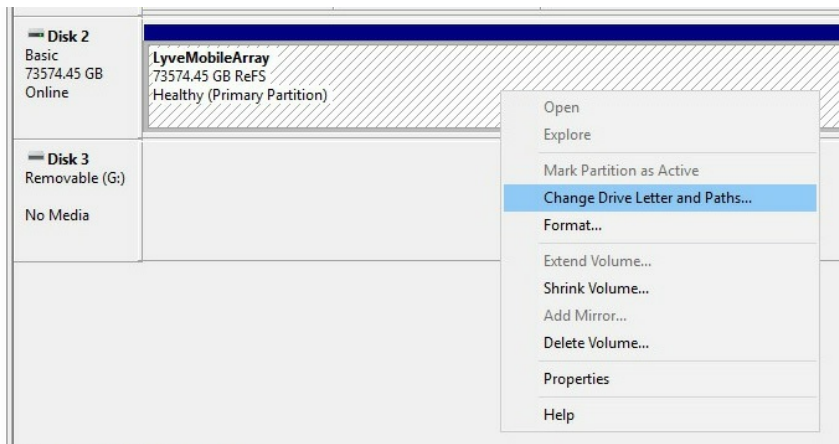 Disk 2
Basic
73574.45 GB
Online
LyveMobileArray
73574.45 GB ReFS
Healthy (Primary Partition)
Disk 3
Removable (G:)
No Media
Open
Explore
Mark Partition as Active
Change Drive Letter and Paths...
Format...
Extend Volume...
Shrink Volume...
Add Mirror...
Delete Volume...
Properties
Help